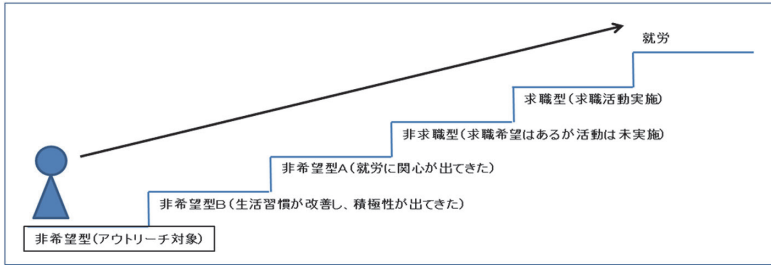 就労
求職型(求職活動実施)
非求職型(求職希望はあるが活動は未実施)
非希望型A(就労に関心が出てきた)
非希望型B(生活習慣が改善し、積極性が出てきた)
非希望型(アウトリーチ対象)